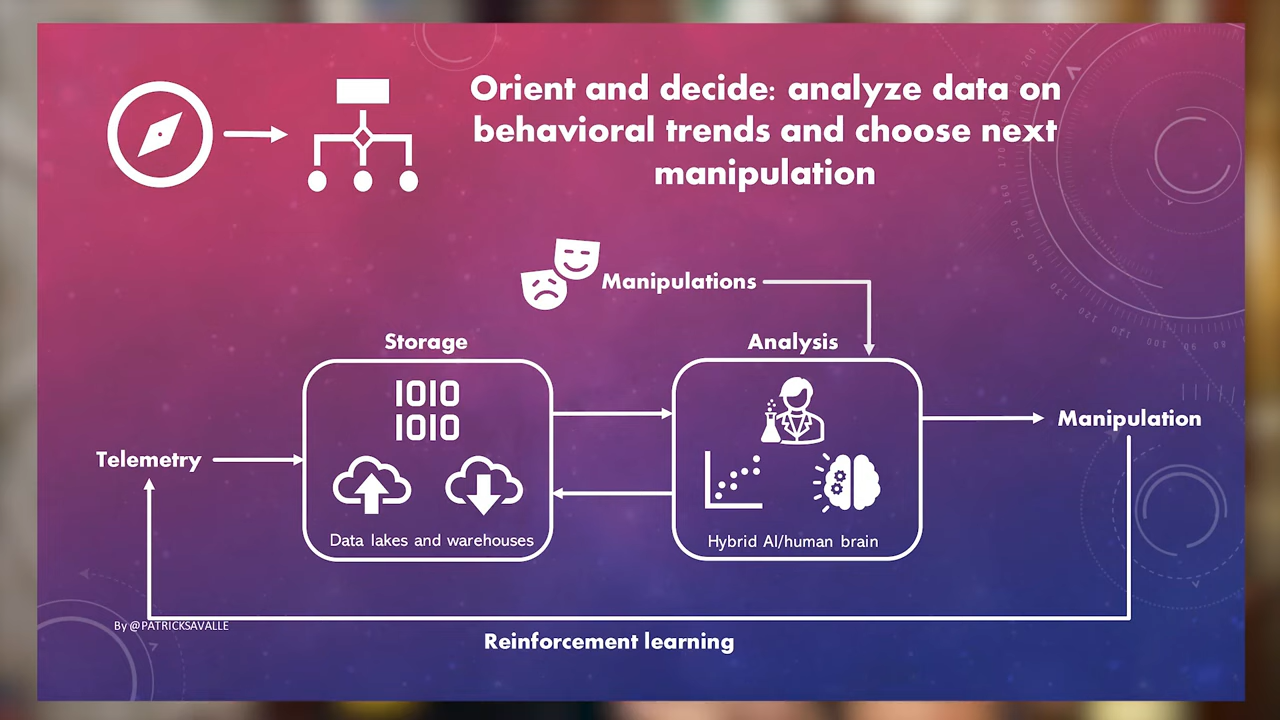 Orient and decide: analyze data on
behavioral trends and choose next
manipulation
Manipulations
Storage
Analysis
1010
1010
Manipulation
Telemetry
Data lakes and warehouses
Hybrid AI/human brain
By @PATRICKSAVALLE
Reinforcement learning